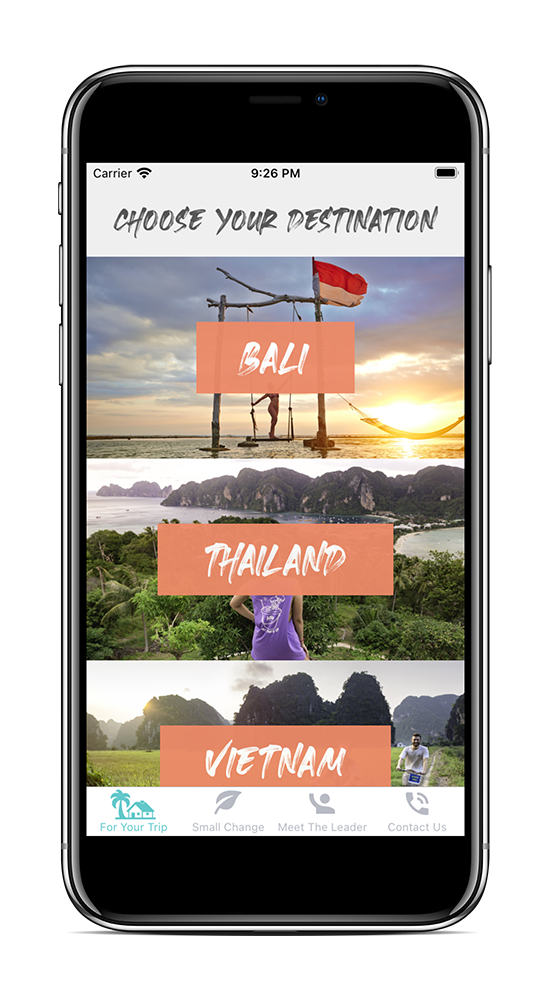 Carrier 9:26 PM
CHOOSE YOUR DESTINATION
BALI
THAILAND
VIETNAM
For Your Trip Small Change Meet The Leader Contact Us